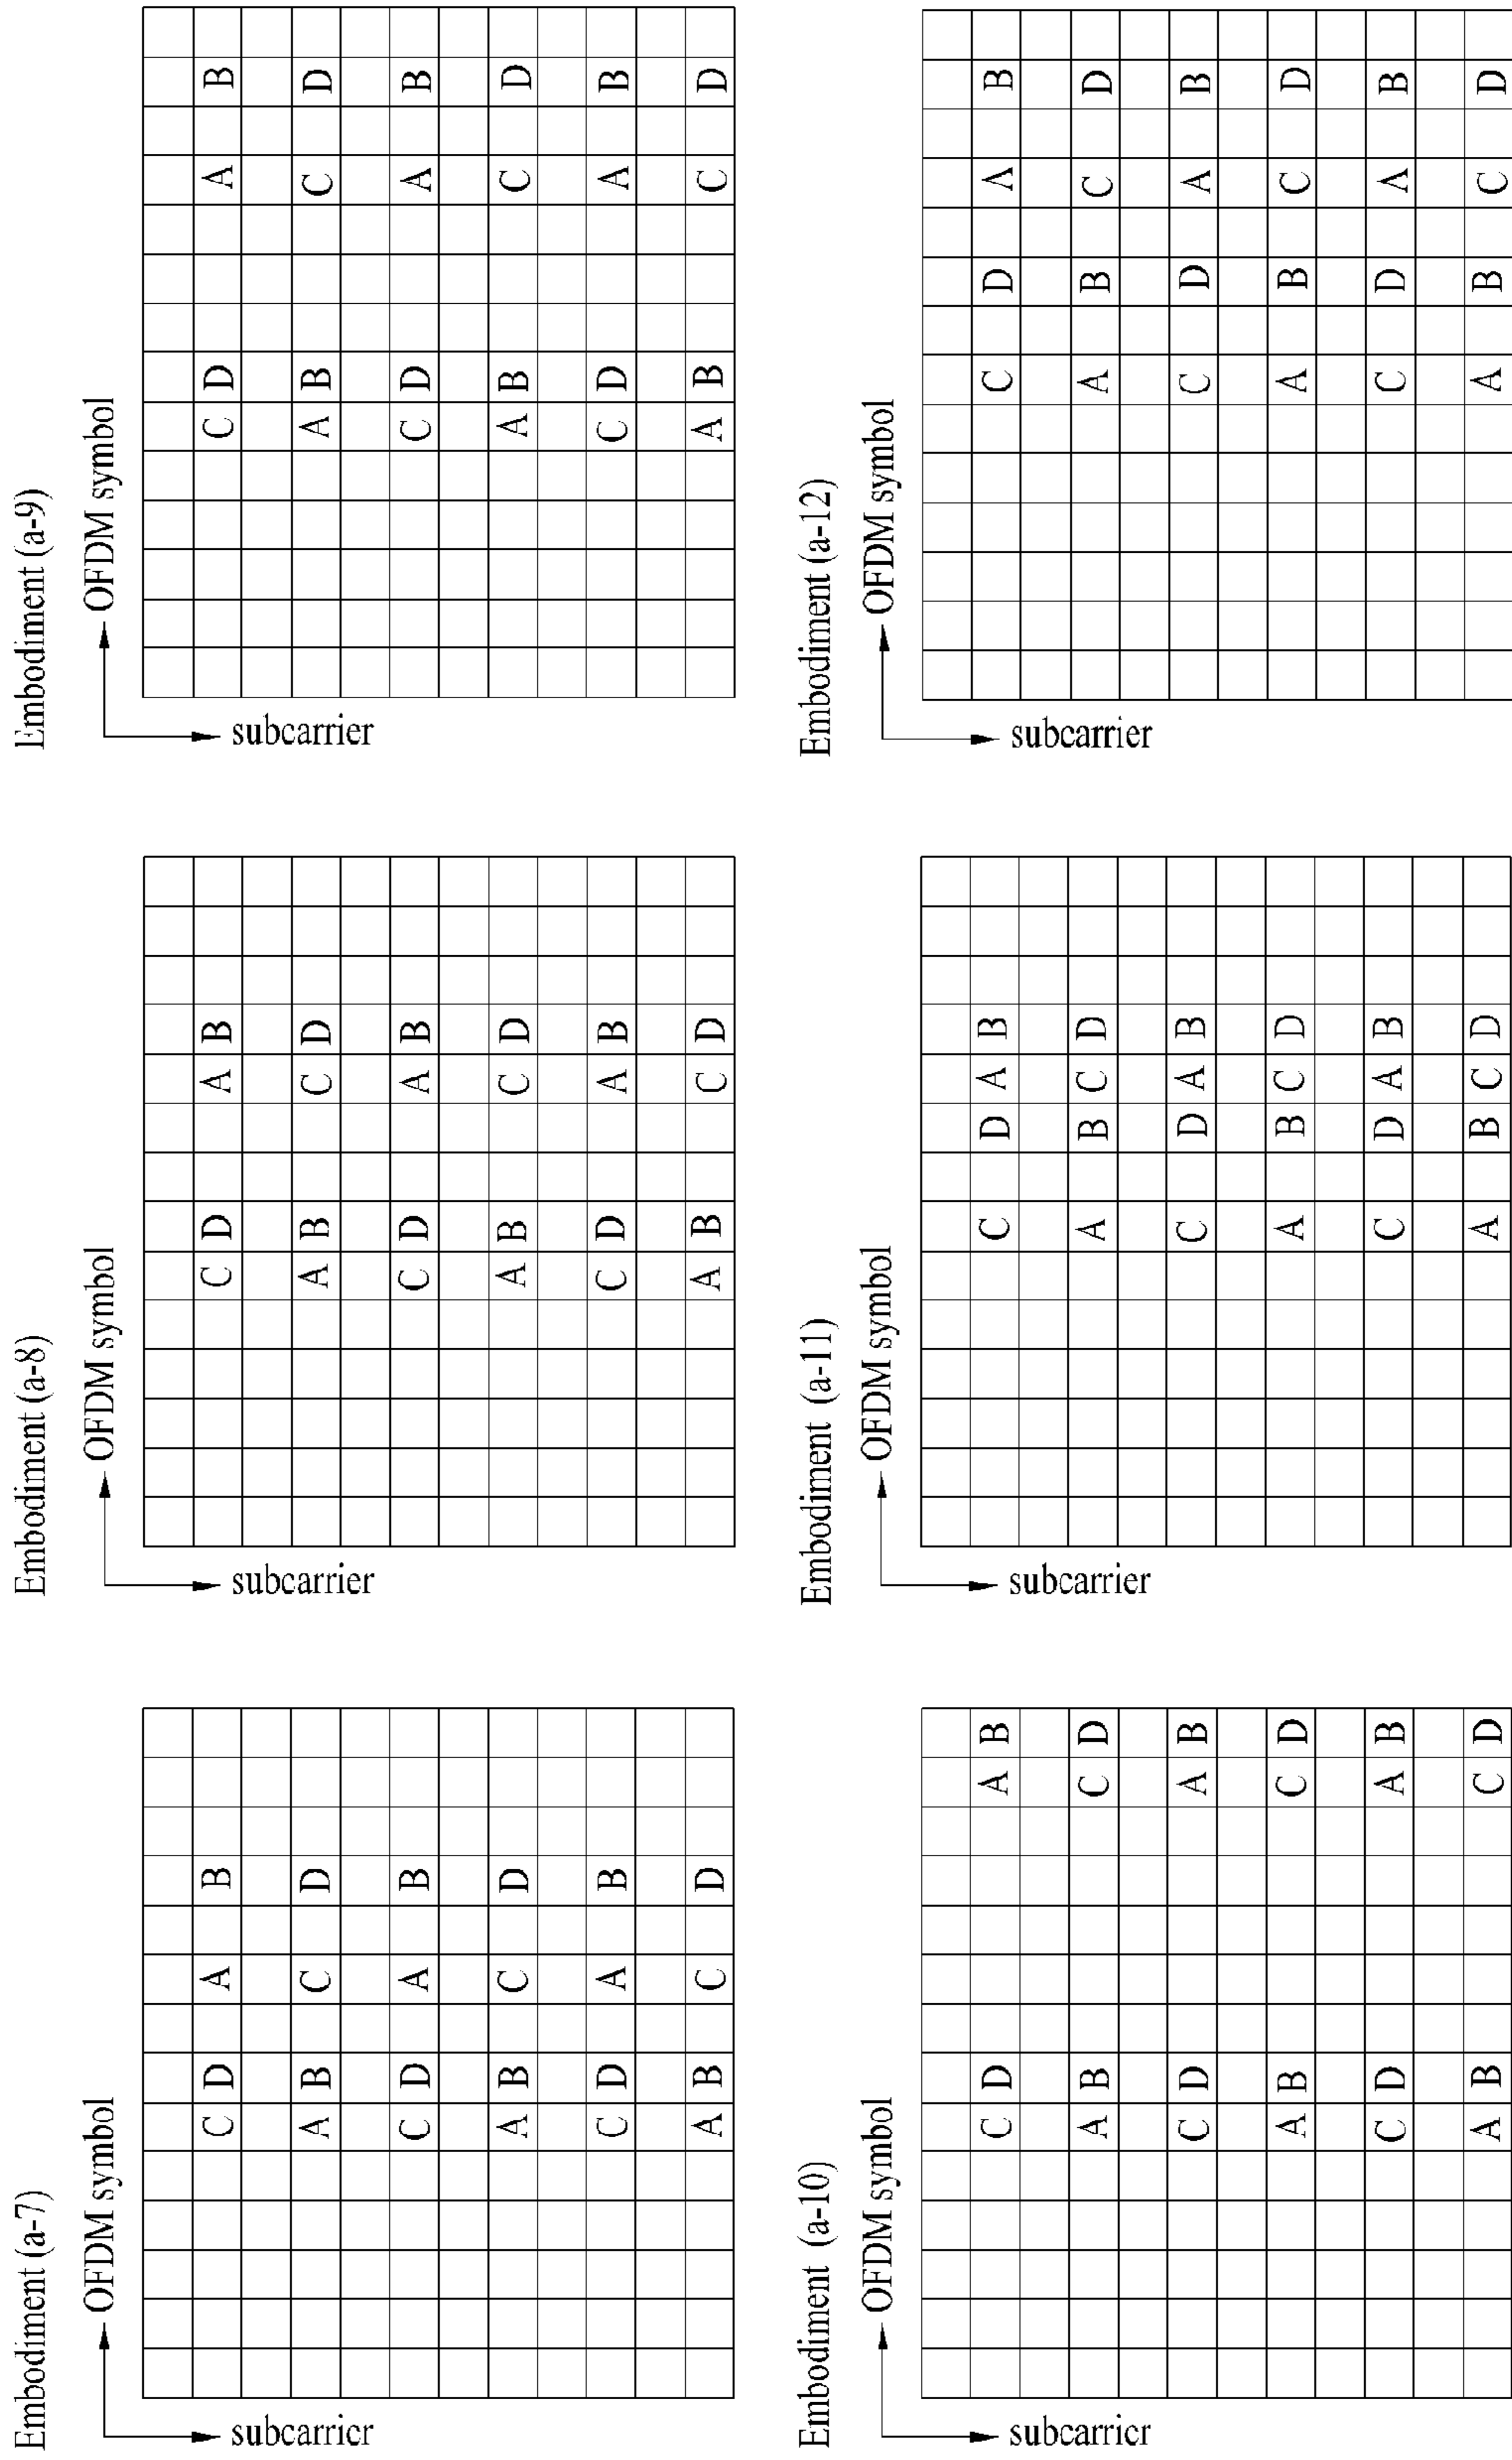 Embodiment (a-7)
OFDM symbol
subcarrier
C D A B
A B C D
C D A B
A B C D
C D A B
A B C D
Embodiment (a-8)
OFDM symbol
subcarrier
C D A B
A B C D
C D A B
A B C D
C D A B
A B C D
Embodiment (a-9)
OFDM symbol
subcarrier
C D A B
A B C D
C D A B
A B C D
C D A B
A B C D
Embodiment (a-10)
OFDM symbol
subcarrier
C D A B
A B C D
C D A B
A B C D
C D A B
A B C D
Embodiment (a-11)
OFDM symbol
subcarrier
C D A B
A B C D
C D A B
A B C D
C D A B
A B C D
Embodiment (a-12)
OFDM symbol
subcarrier
C D A B
A B C D
C D A B
A B C D
C D A B
A B C D